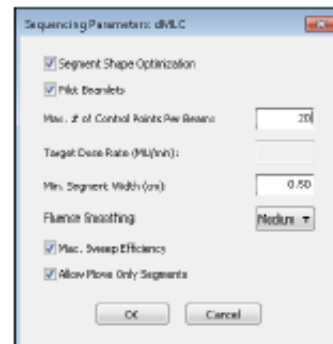 Sequencing Parameters: dMLC
Segment Shape Optimization
Pilot Beamlets
Max. # of Control Points Per Beam: 20
Target Dose Rate (MU/min):
Min. Segment Width (cm): 0.50
Fluence Smoothing: Medium
Max. Sweep Efficiency
Allow Move Only Segments
OK Cancel